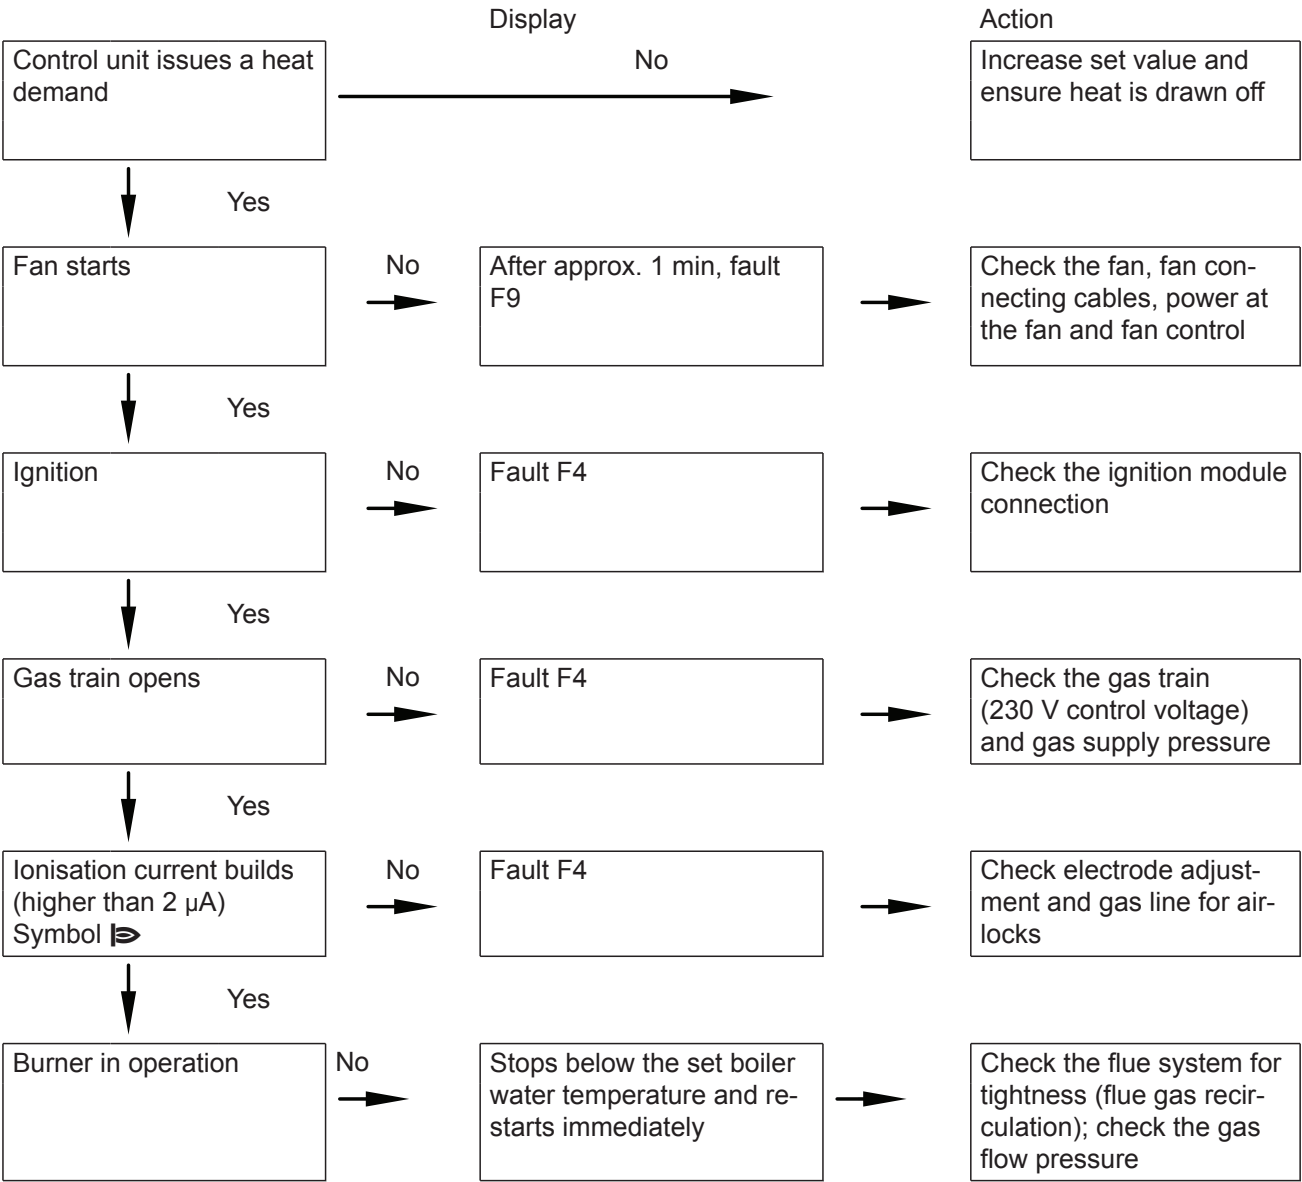 Display
Action
Control unit issues a heat
demand
No
Increase set value and
ensure heat is drawn off
Yes
Fan starts
No
After approx. 1 min, fault
F9
Check the fan, fan con-
necting cables, power at
the fan and fan control
Yes
Ignition
No
Fault F4
Check the ignition module
connection
Yes
Gas train opens
No
Fault F4
Check the gas train
(230 V control voltage)
and gas supply pressure
Yes
Ionisation current builds
(higher than 2 μA)
Symbol
No
Fault F4
Check electrode adjust-
ment and gas line for air-
locks
Yes
Burner in operation
No
Stops below the set boiler
water temperature and re-
starts immediately
Check the flue system for
tightness (flue gas recir-
culation); check the gas
flow pressure